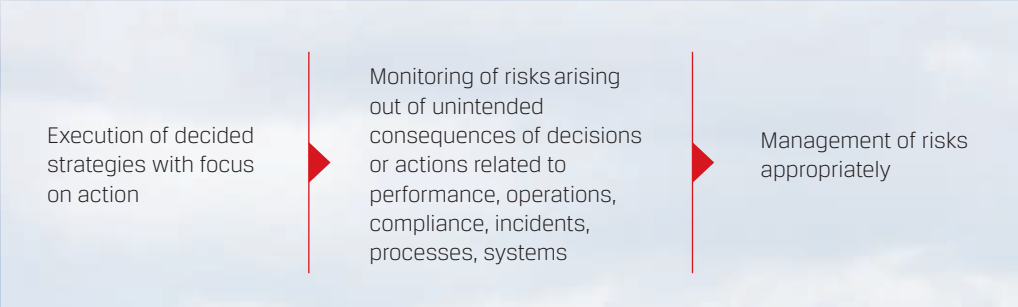 Execution of decided
strategies with focus
on action
Monitoring of risks arising
out of unintended
consequences of decisions
or actions related to
performance, operations,
compliance, incidents,
processes, systems
Management of risks
appropriately